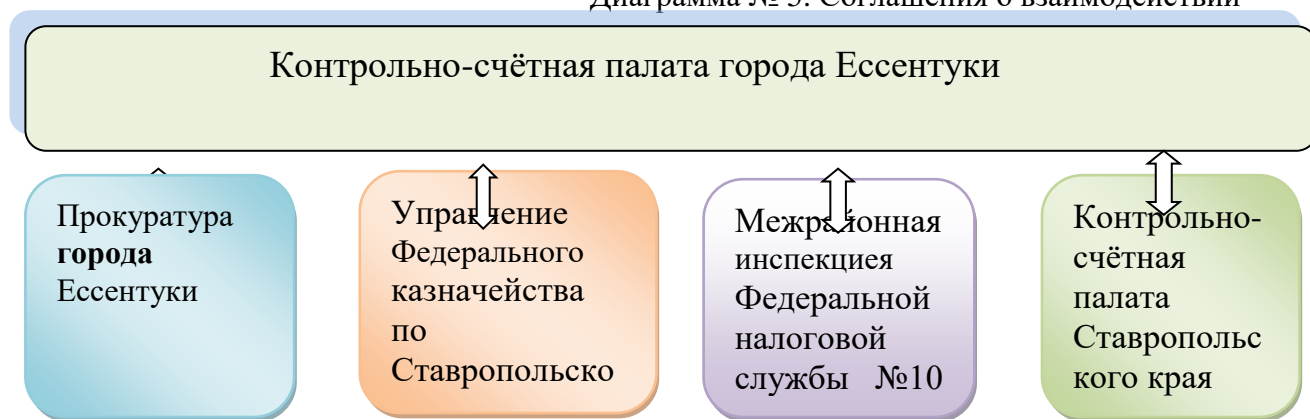 Диаграмма № 3. Соглашения о взаимодействии
Контрольно-счётная палата города Ессентуки
Прокуратура
города
Ессентуки
Управление
Федерального
казначейства
по
Ставропольско
Межрайонная
инспекциея
Федеральной
налоговой
службы №10
Контрольно-
счётная
палата
Ставропольс
кого края